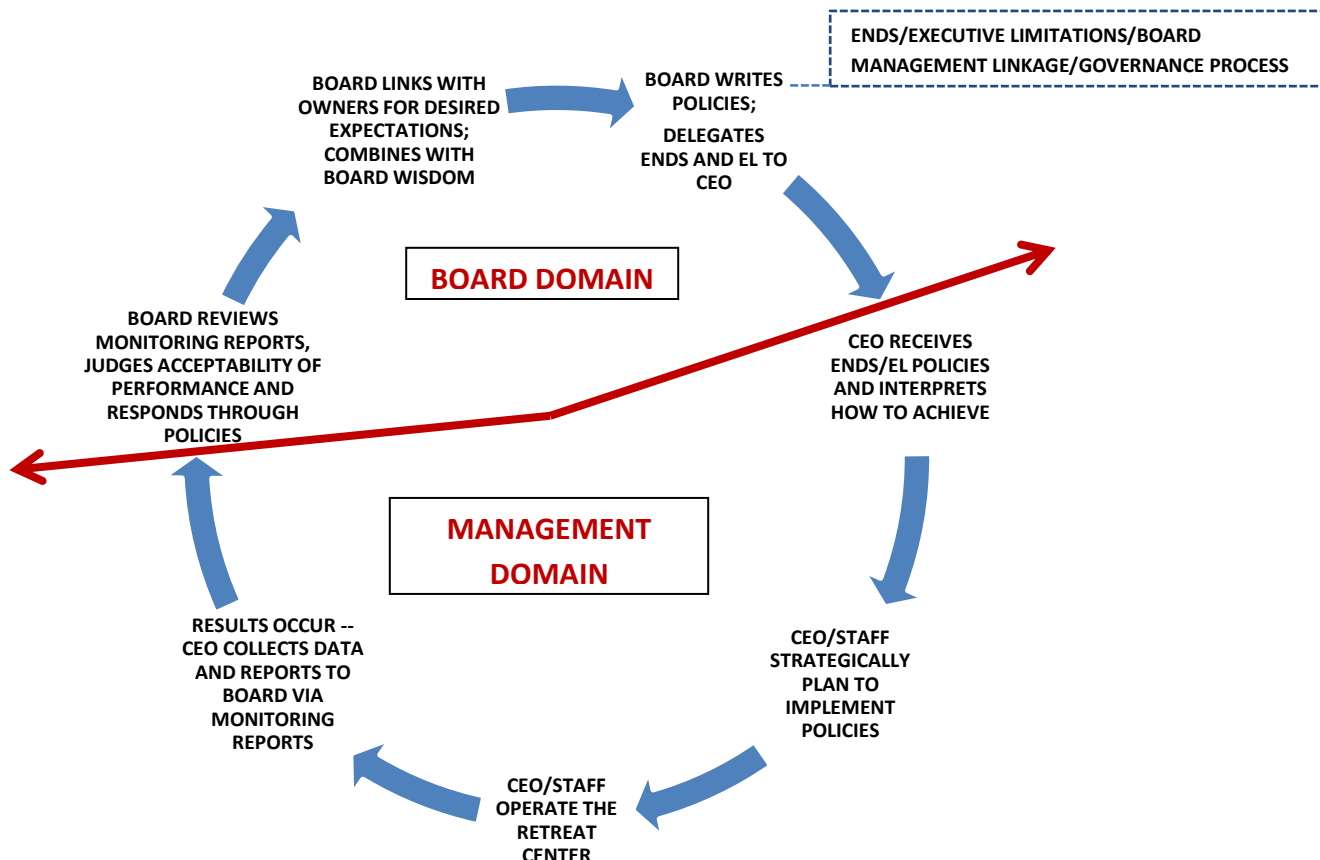 ENDS/EXECUTIVE LIMITATIONS/BOARD
MANAGEMENT LINKAGE/GOVERNANCE PROCESS
BOARD LINKS WITH
OWNERS FOR DESIRED
EXPECTATIONS;
COMBINES WITH
BOARD WISDOM
BOARD WRITES
POLICIES;
DELEGATES
ENDS AND EL TO
CEO
BOARD DOMAIN
BOARD REVIEWS
MONITORING REPORTS,
JUDGES ACCEPTABILITY OF
PERFORMANCE AND
RESPONDS THROUGH
POLICIES
CEO RECEIVES
ENDS/EL POLICIES
AND INTERPRETS
HOW TO ACHIEVE
MANAGEMENT
DOMAIN
RESULTS OCCUR --
CEO COLLECTS DATA
AND REPORTS TO
BOARD VIA
MONITORING
REPORTS
CEO/STAFF
STRATEGICALLY
PLAN TO
IMPLEMENT
POLICIES
CEO/STAFF
OPERATE THE
RETREAT
CENTER